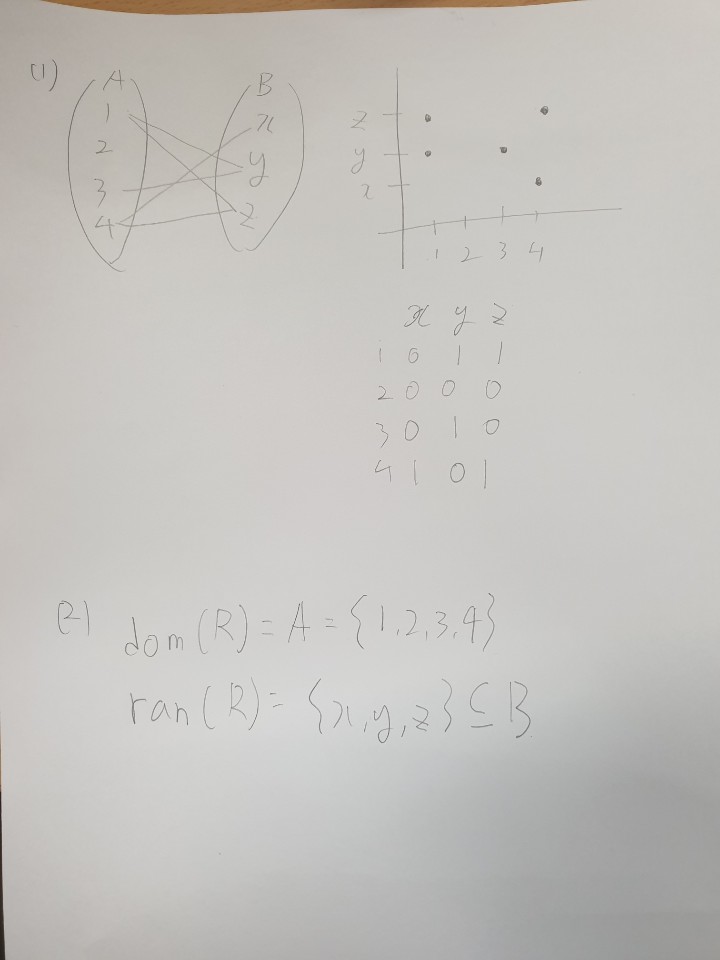 (1)
A
1
2
3
4
B
x
y
z
z
y
x
1 2 3 4
x y z
1 0 1 1
2 0 0 0
3 0 1 0
4 1 0 1
(2)
dom(R) = A = {1,2,3,4}
ran(R) = {x,y,z} ⊆ B